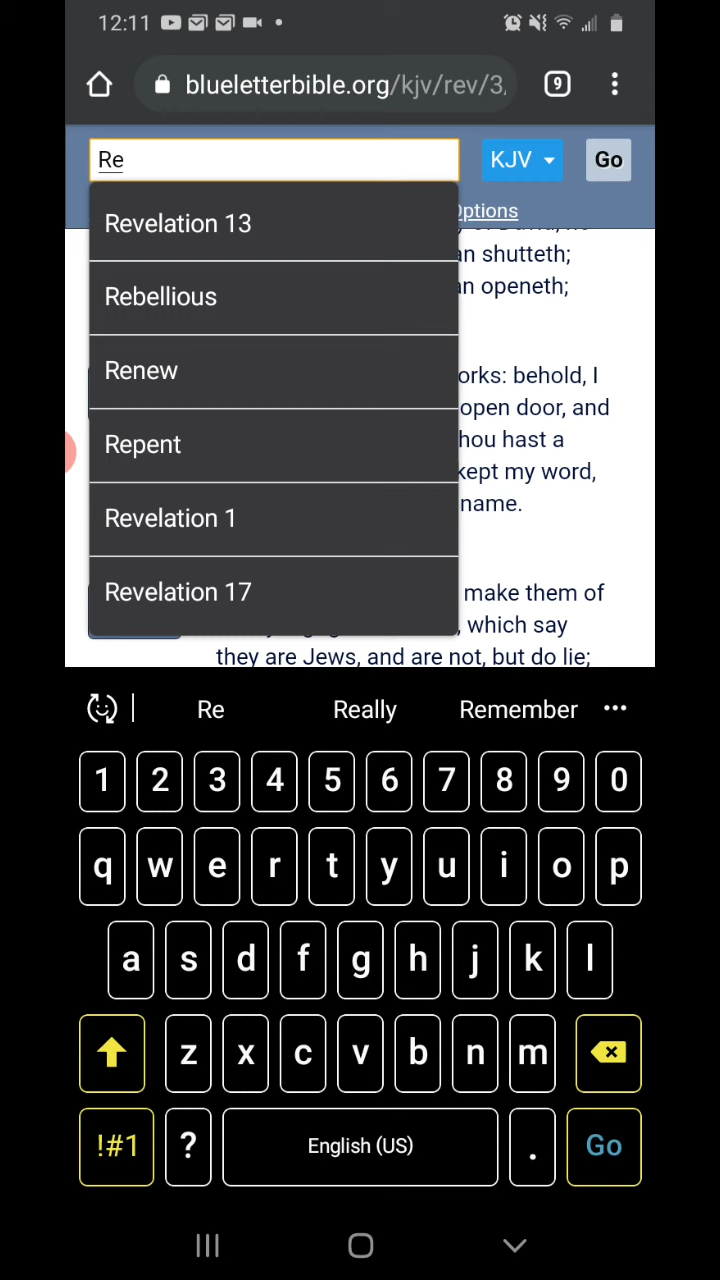 12:11
9
blueletterbible.org/kjv/rev/3
Re
KJV
Go
Options
Revelation 13
an shutteth;
an openeth;
Rebellious
Renew
orks: behold, I
open door, and
Repent
hou hast a
kept my word,
name.
Revelation 1
Revelation 17
make them of
, which say
they are Jews, and are not, but do lie;
Re Really Remember •••
1 2 3 4 5 6 7 8 9 0
q w e r t y u i o p
a s d f g h j k l
z x c v b n m
!#1 ? English (US) . Go